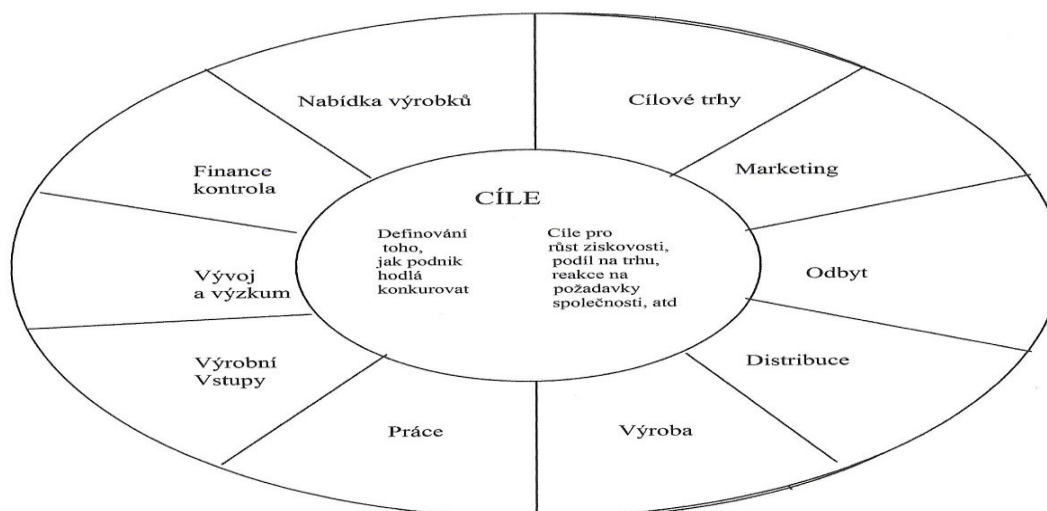 Nabídka výrobků
Cílové trhy
Marketing
Odbyt
Distribuce
Výroba
Práce
Výrobní
Vstupy
Vývoj
a výzkum
Finance
kontrola
CÍLE
Definování
toho,
jak podnik
hodlá
konkurovat
Cíle pro
růst ziskovosti,
podíl na trhu,
reakce na
požadavky
společnosti, atd